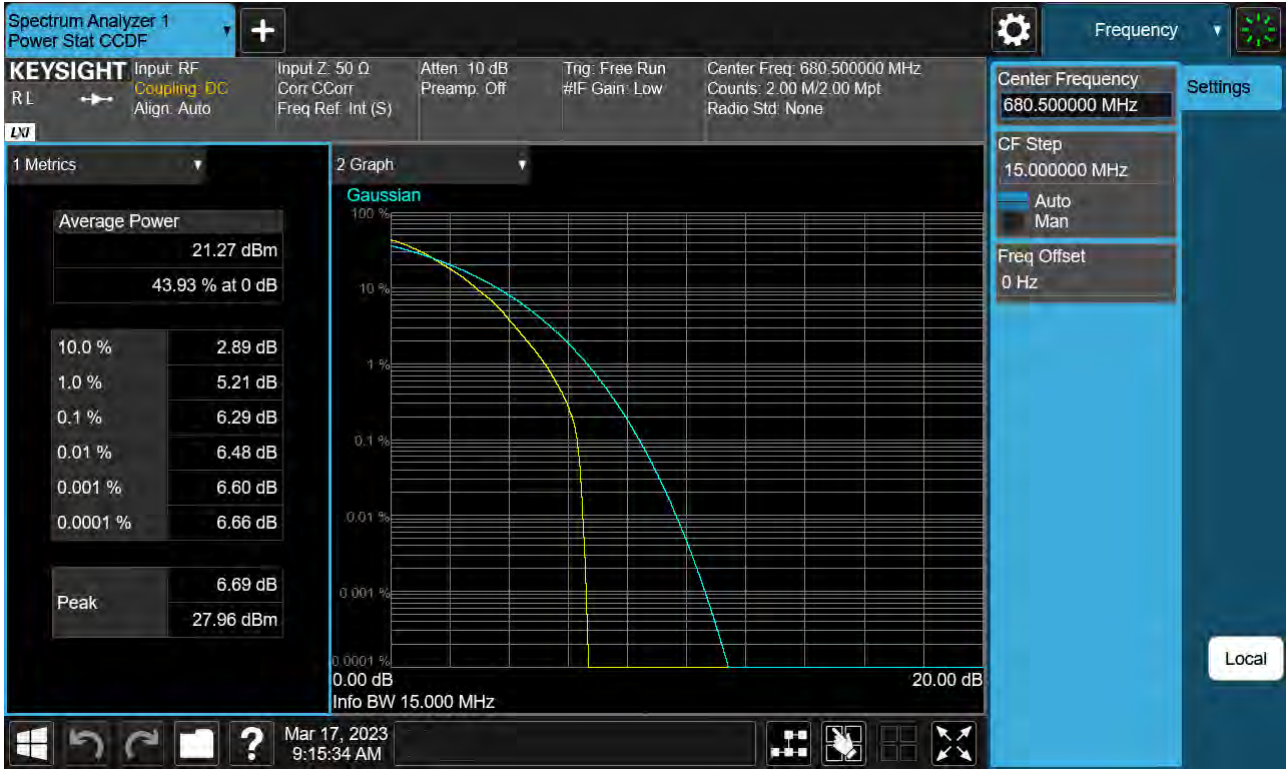 Spectrum Analyzer 1
Power Stat CCDF
+
Frequency
KEYSIGHT
RL
LXI
Input: RF
Coupling: DC
Align: Auto
Input Z: 50 Ω
Corr CCorr
Freq Ref: Int (S)
Atten: 10 dB
Preamp: Off
Trig: Free Run
#IF Gain: Low
Center Freq: 680.500000 MHz
Counts: 2.00 M/2.00 Mpt
Radio Std: None
Center Frequency
680.500000 MHz
Settings
CF Step
15.000000 MHz
Auto
Man
Freq Offset
0 Hz
1 Metrics
Average Power
21.27 dBm
43.93 % at 0 dB
10.0 % 2.89 dB
1.0 % 5.21 dB
0.1 % 6.29 dB
0.01 % 6.48 dB
0.001 % 6.60 dB
0.0001 % 6.66 dB
Peak
6.69 dB
27.96 dBm
2 Graph
Gaussian
100 %
10 %
1 %
0.1 %
0.01 %
0.001 %
0.0001 %
0.00 dB 20.00 dB
Info BW 15.000 MHz
Local
?
Mar 17, 2023
9:15:34 AM